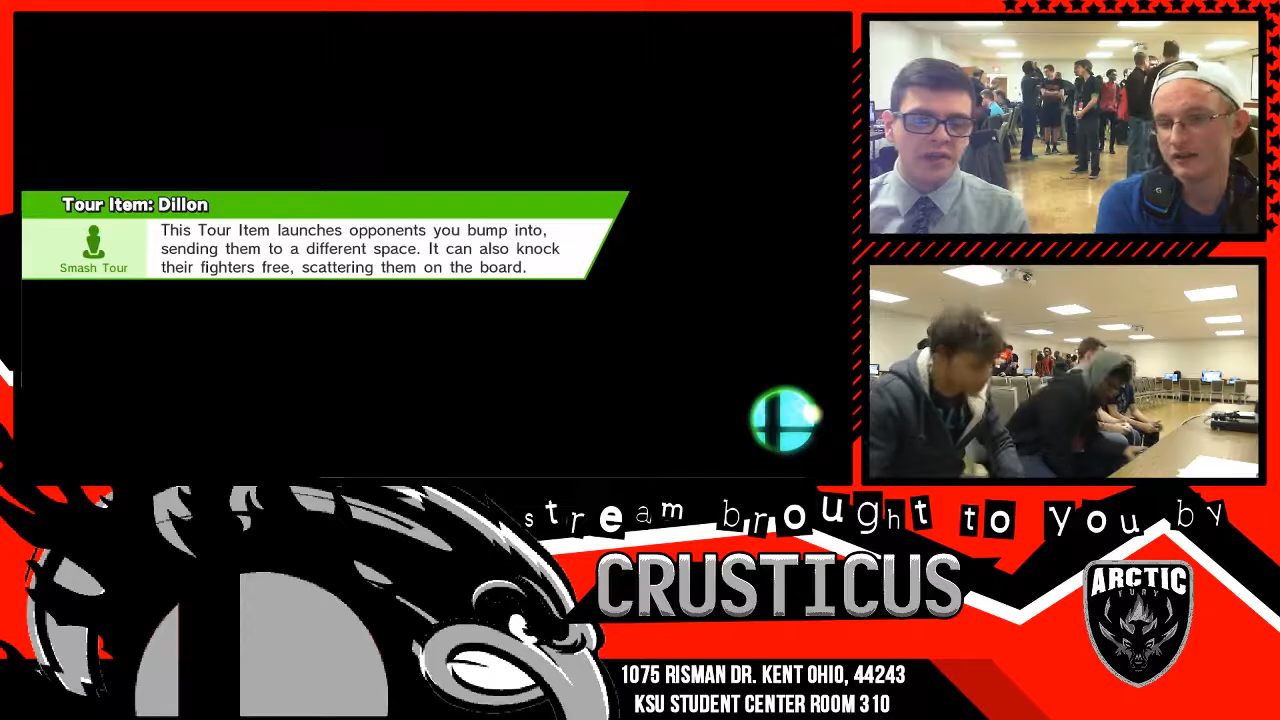 Tour Item: Dillon
Smash Tour
This Tour Item launches opponents you bump into,
sending them to a different space. It can also knock
their fighters free, scattering them on the board.
stream brought to you by
CRUSTICUS
ARCTIC
FURY
1075 RISMAN DR. KENT OHIO, 44243
KSU STUDENT CENTER ROOM 310